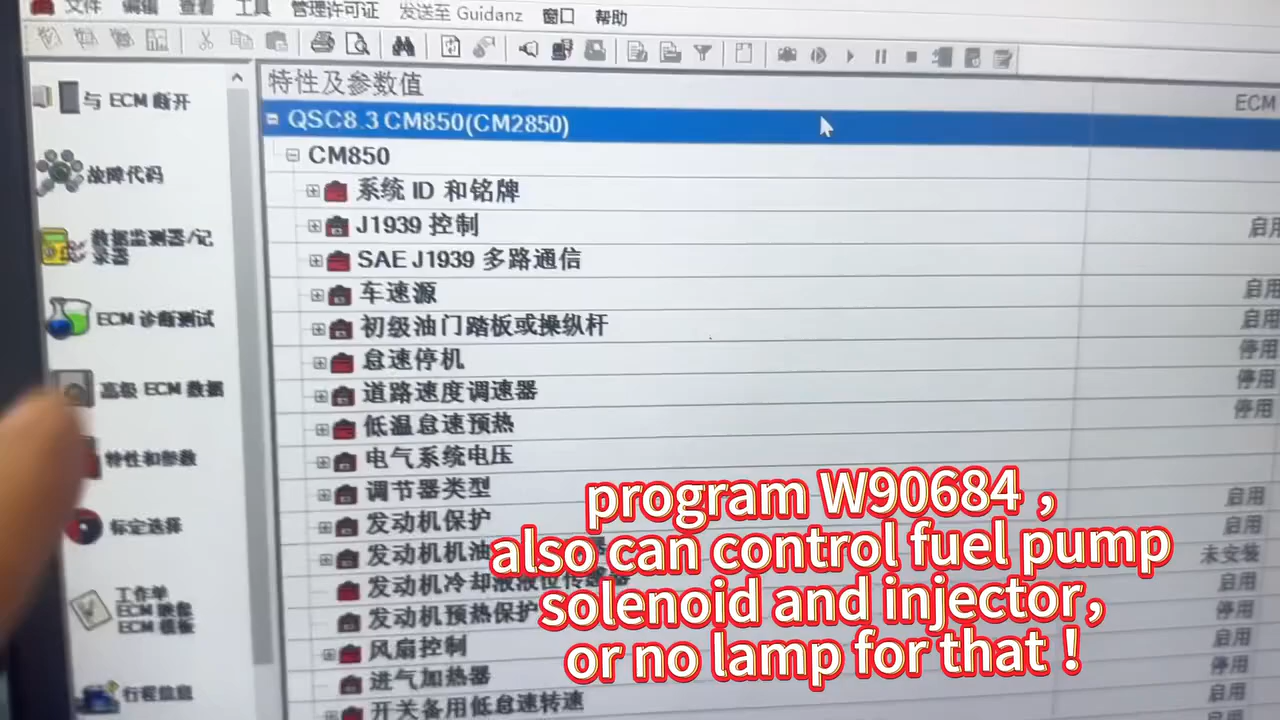 文件 编辑 查看 工具 管理许可证 发送至 Guidanz 窗口 帮助
特性及参数值
ECM
与 ECM 断开
故障代码
数据监测器/记
录器
ECM 诊断测试
高级 ECM 数据
特性和参数
标定选择
工作单
ECM 映像
ECM 模板
行程信息
QSC8.3 CM850(CM2850)
CM850
系统 ID 和铭牌
J1939 控制 启用
SAE J1939 多路通信
车速源 启用
初级油门踏板或操纵杆 启用
怠速停机 停用
道路速度调速器 停用
低温怠速预热 停用
电气系统电压
调节器类型 启用
发动机保护 启用
发动机机油 未安装
发动机冷却液液位传感器 启用
发动机预热保护 停用
风扇控制 启用
进气加热器 停用
开关备用低怠速转速 启用
program W90684 ，
also can control fuel pump
solenoid and injector，
or no lamp for that！